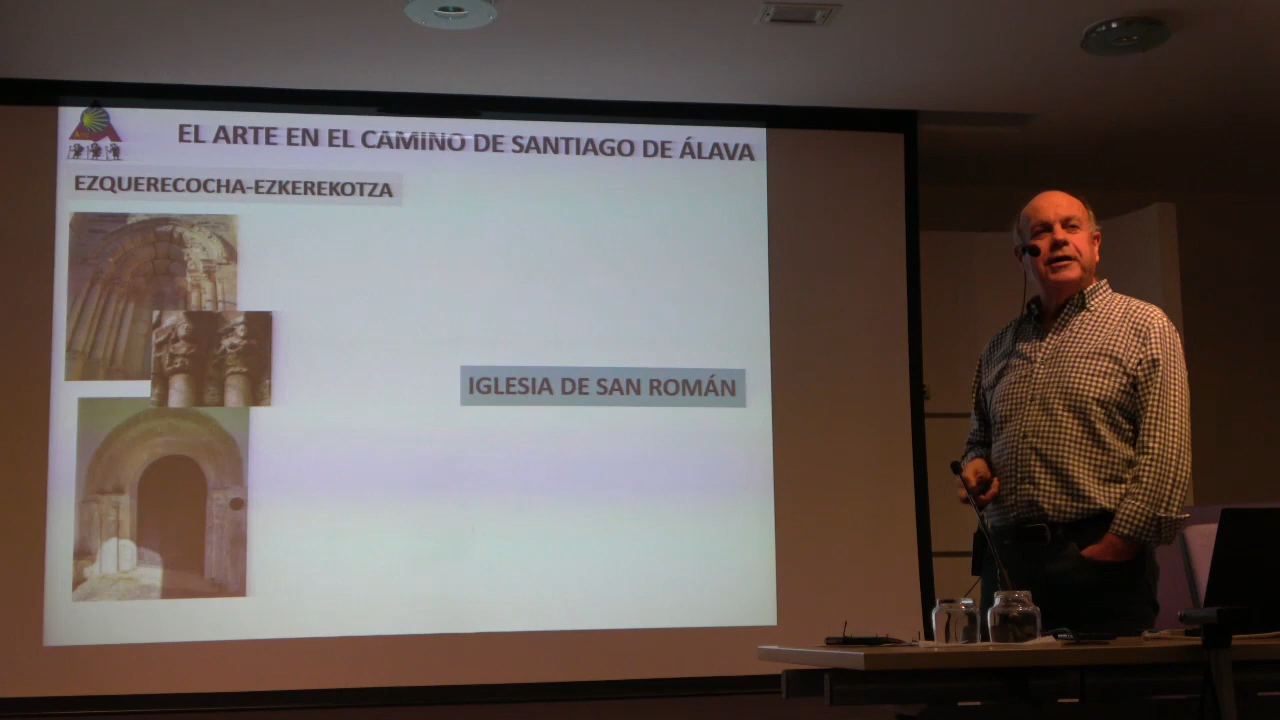 EL ARTE EN EL CAMINO DE SANTIAGO DE ÁLAVA
EZQUERECOCHA-EZKEREKOTZA
IGLESIA DE SAN ROMÁN